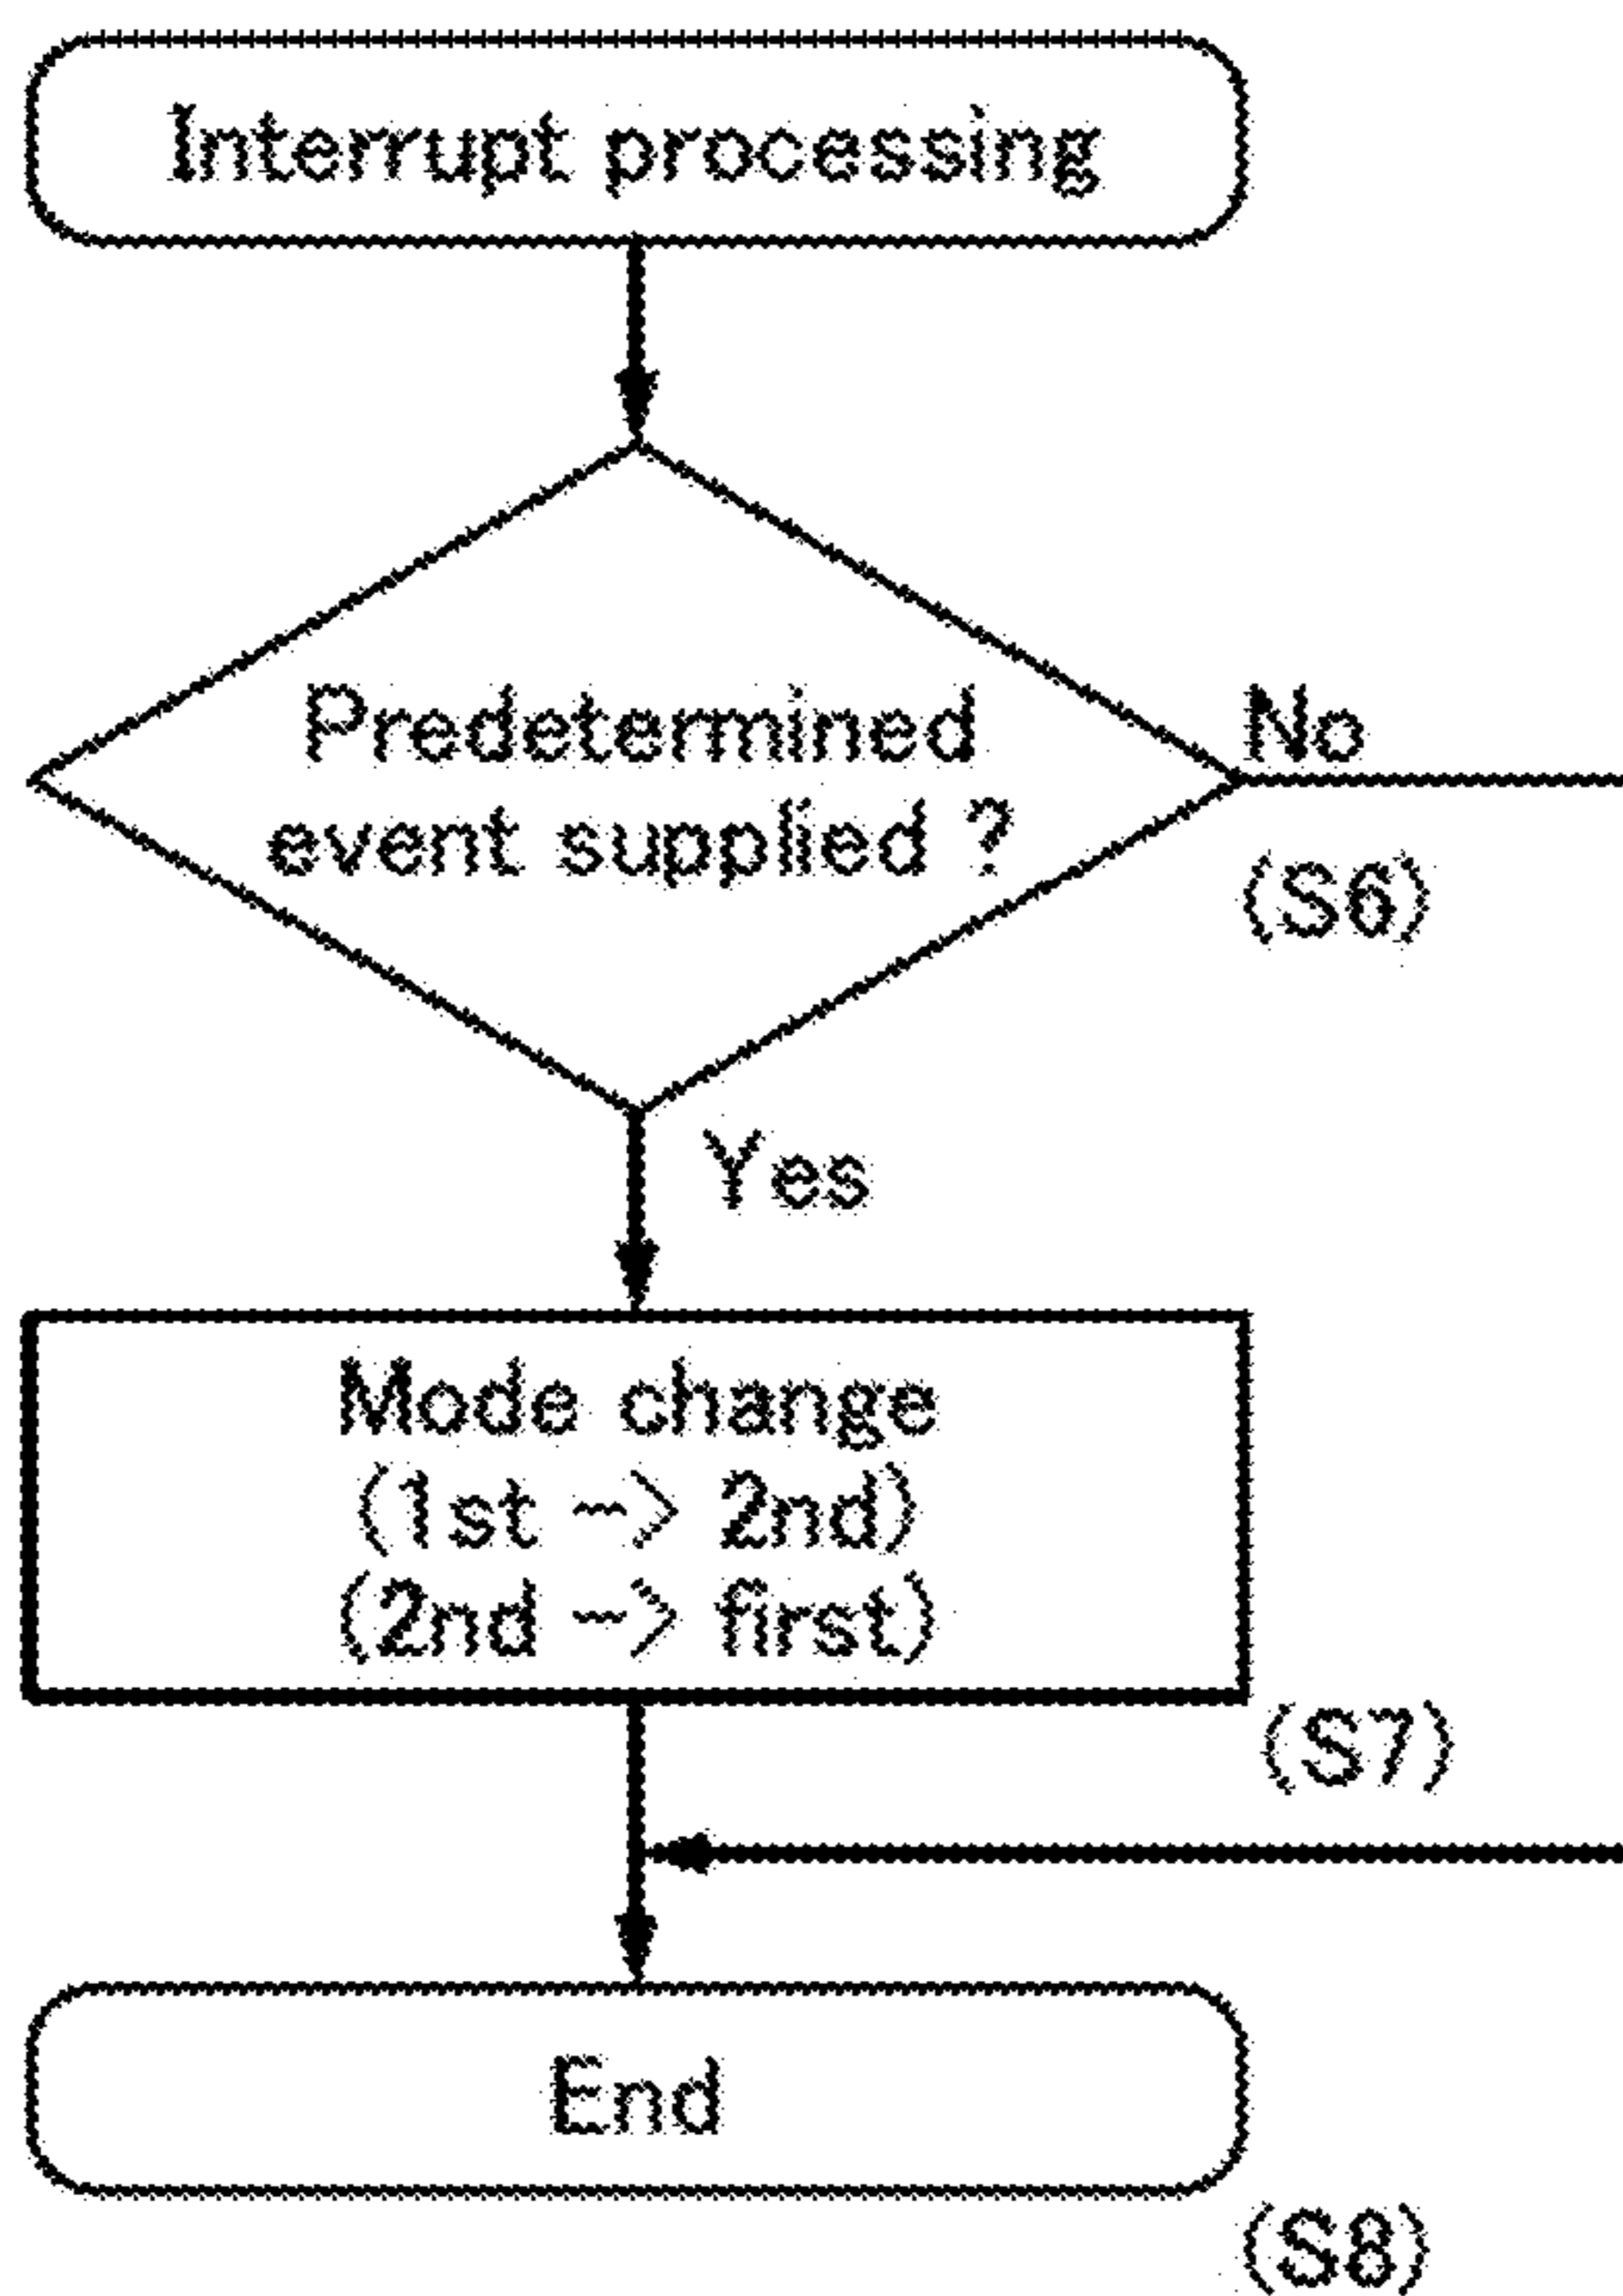 Interrupt processing
Predetermined
event supplied ?
No
(S6)
Yes
Mode change
(1st -> 2nd)
(2nd -> first)
(S7)
End
(S8)